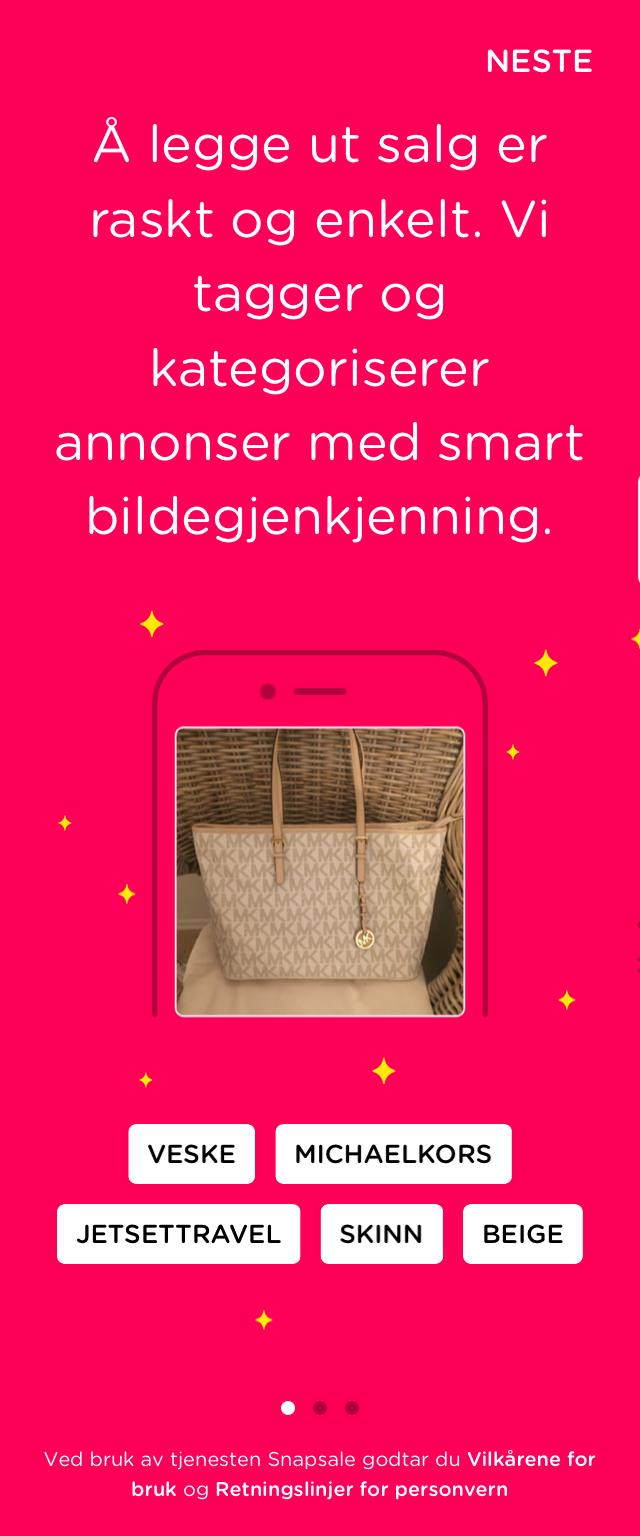 NESTE
Å legge ut salg er
raskt og enkelt. Vi
tagger og
kategoriserer
annonser med smart
bildegjenkjenning.
VESKE MICHAELKORS
JETSETTRAVEL SKINN BEIGE
Ved bruk av tjenesten Snapsale godtar du Vilkårene for
bruk og Retningslinjer for personvern